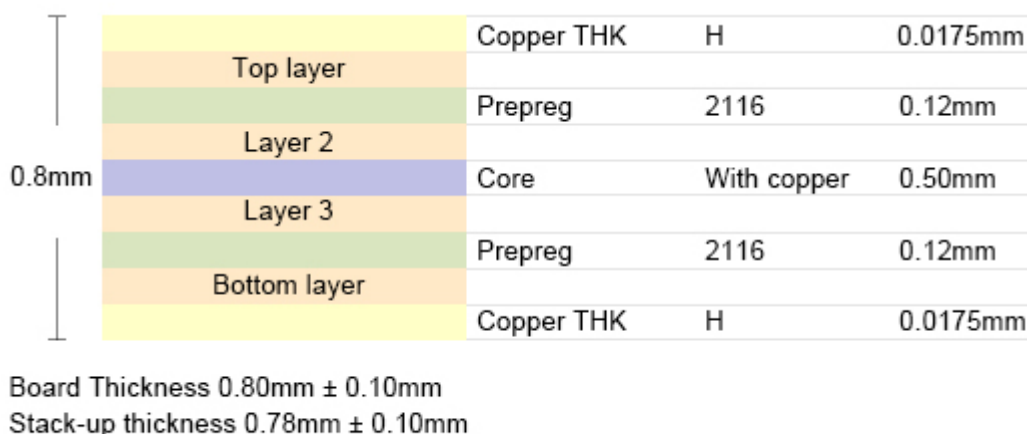 Copper THK H 0.0175mm
Top layer
Prepreg 2116 0.12mm
Layer 2
0.8mm Core With copper 0.50mm
Layer 3
Prepreg 2116 0.12mm
Bottom layer
Copper THK H 0.0175mm
Board Thickness 0.80mm ± 0.10mm
Stack-up thickness 0.78mm ± 0.10mm